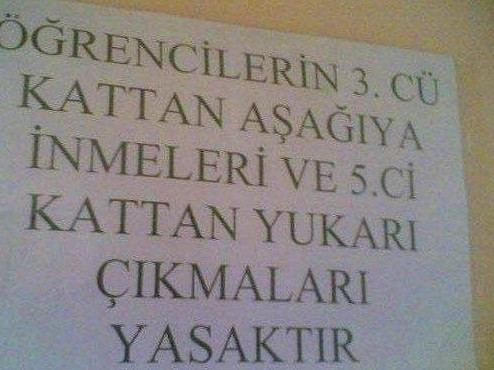 ÖĞRENCİLERİN 3. CÜ
KATTAN AŞAĞIYA
İNMELERİ VE 5.Cİ
KATTAN YUKARI
ÇIKMALARI
YASAKTIR